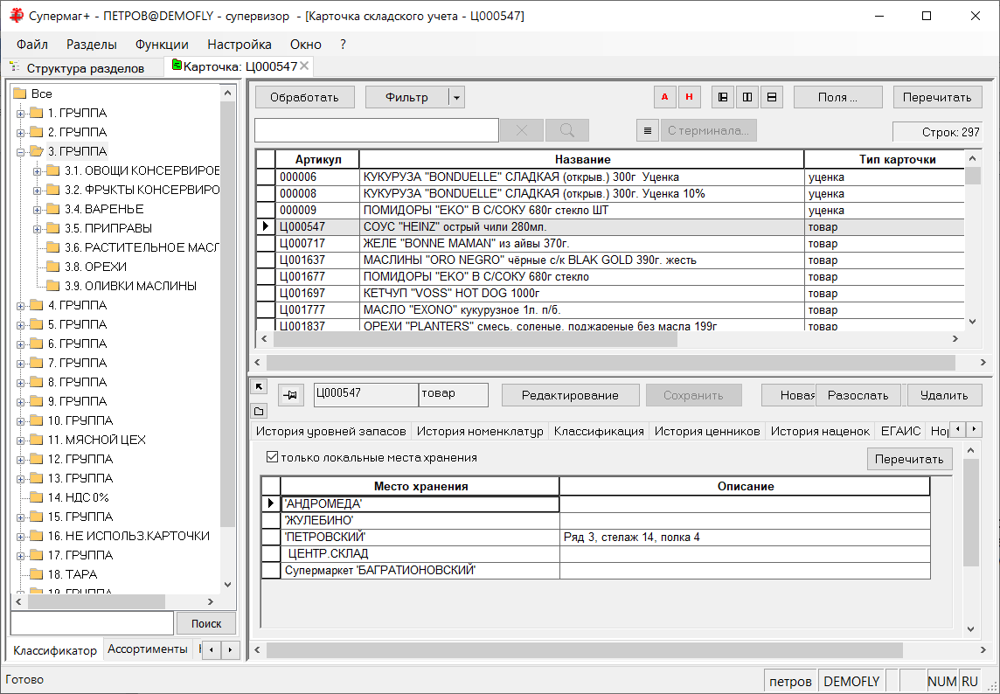 Супермаг+ - ПЕТРОВ@DEMOFLY - супервизор - [Карточка складского учета - Ц000547]
Файл Разделы Функции Настройка Окно ?
Структура разделов Карточка: Ц000547
Все
1. ГРУППА
2. ГРУППА
3. ГРУППА
3.1. ОВОЩИ КОНСЕРВИРОВ
3.2. ФРУКТЫ КОНСЕРВИРО
3.4. ВАРЕНЬЕ
3.5. ПРИПРАВЫ
3.6. РАСТИТЕЛЬНОЕ МАСЛ
3.8. ОРЕХИ
3.9. ОЛИВКИ МАСЛИНЫ
4. ГРУППА
5. ГРУППА
6. ГРУППА
7. ГРУППА
8. ГРУППА
9. ГРУППА
10. ГРУППА
11. МЯСНОЙ ЦЕХ
12. ГРУППА
13. ГРУППА
14. НДС 0%
15. ГРУППА
16. НЕ ИСПОЛЬЗ.КАРТОЧКИ
17. ГРУППА
18. ТАРА
19. ГРУППА
Поиск
Классификатор Ассортименты
Обработать Фильтр А Н Поля ... Перечитать
С терминала... Строк: 297
Артикул Название Тип карточки
000006 КУКУРУЗА "BONDUELLE" СЛАДКАЯ (открыв.) 300г Уценка уценка
000008 КУКУРУЗА "BONDUELLE" СЛАДКАЯ (открыв.) 300г. Уценка 10% уценка
000009 ПОМИДОРЫ "ЕКО" В С/СОКУ 680г стекло ШТ уценка
Ц000547 СОУС "HEINZ" острый чили 280мл. товар
Ц000717 ЖЕЛЕ "BONNE MAMAN" из айвы 370г. товар
Ц001637 МАСЛИНЫ "ORO NEGRO" чёрные с/к BLAK GOLD 390г. жесть товар
Ц001677 ПОМИДОРЫ "ЕКО" В С/СОКУ 680г стекло товар
Ц001697 КЕТЧУП "VOSS" HOT DOG 1000г товар
Ц001777 МАСЛО "EXONO" кукурузное 1л. п/б. товар
Ц001837 ОРЕХИ "PLANTERS" смесь, соленые, поджареные без масла 199г товар
Ц000547 товар Редактирование Сохранить Новая Разослать Удалить
История уровней запасов История номенклатур Классификация История ценников История наценок ЕГАИС Нор
только локальные места хранения Перечитать
Место хранения Описание
'АНДРОМЕДА'
'ЖУЛЕБИНО'
'ПЕТРОВСКИЙ' Ряд 3, стелаж 14, полка 4
ЦЕНТР.СКЛАД
Супермаркет 'БАГРАТИОНОВСКИЙ'
Готово петров DEMOFLY NUM RU